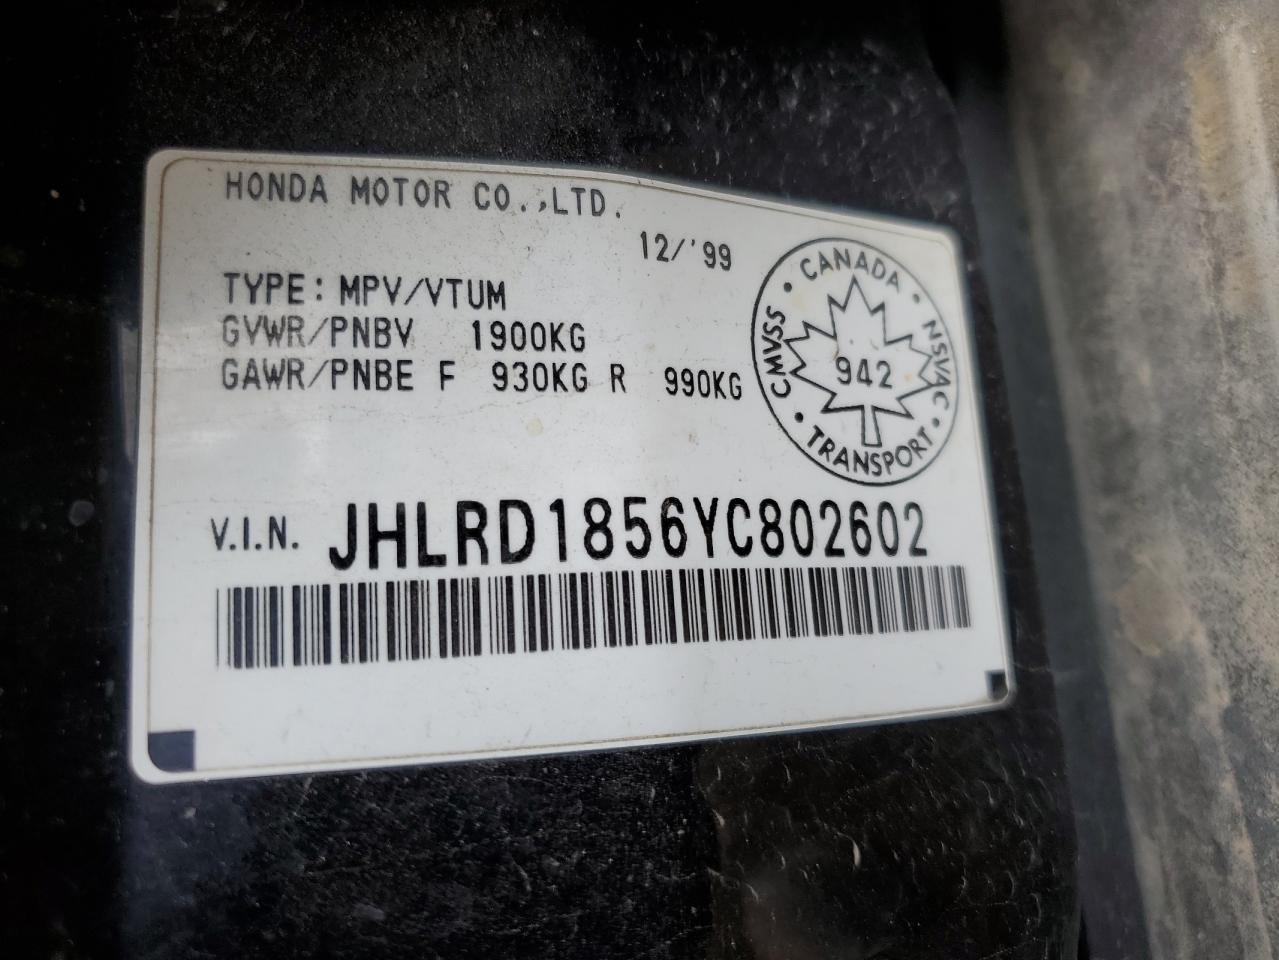 HONDA MOTOR CO.,LTD.
12/'99
TYPE: MPV/VTUM
GVWR/PNBV 1900KG
GAWR/PNBE F 930KG R 990KG
CANADA
CMVSS
NSVAC
942
TRANSPORT
V.I.N. JHLRD1856YC802602